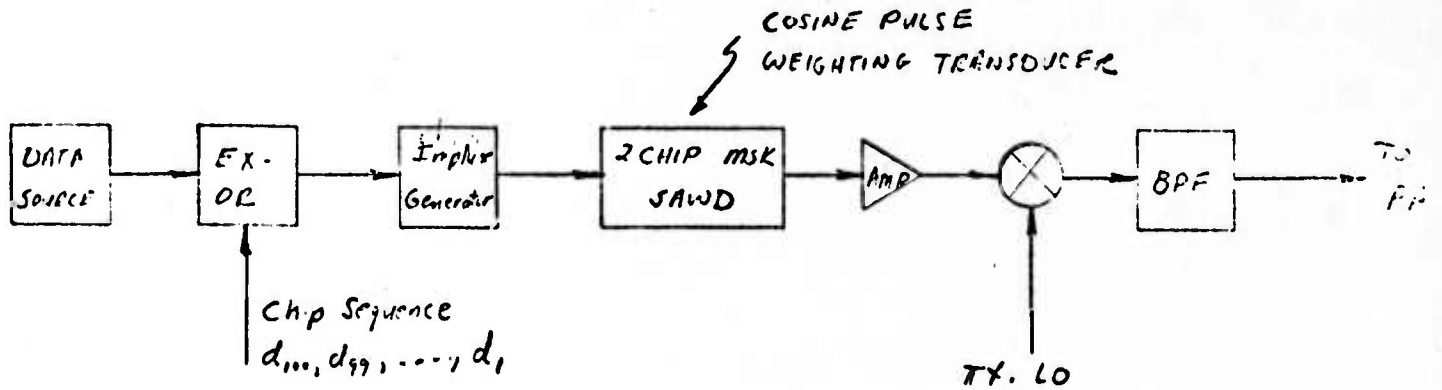 COSINE PULSE
WEIGHTING TRANSDUCER
DATA
SOURCE
EX-
OR
Generator
2 CHIP MSK
SAWD
AMP
BPF
TO
Chip Sequence
d₁₀₀, d₉₉, ...., d₁
TX. LO